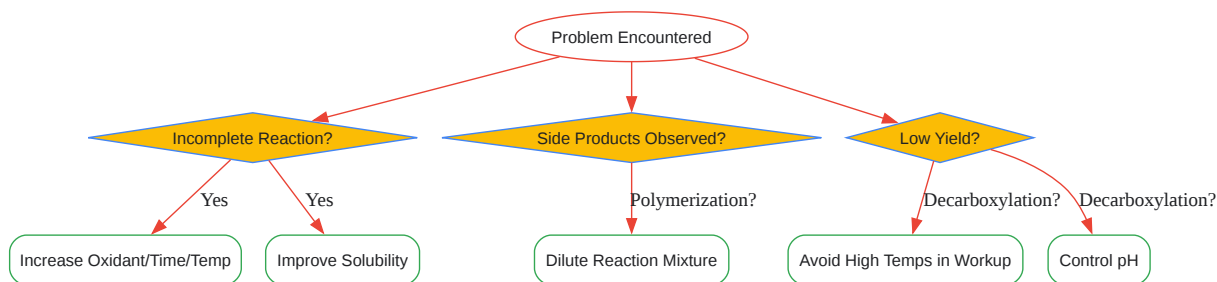 Problem Encountered
Incomplete Reaction?
Side Products Observed?
Low Yield?
Yes
Yes
Polymerization?
Decarboxylation?
Decarboxylation?
Increase Oxidant/Time/Temp
Improve Solubility
Dilute Reaction Mixture
Avoid High Temps in Workup
Control pH